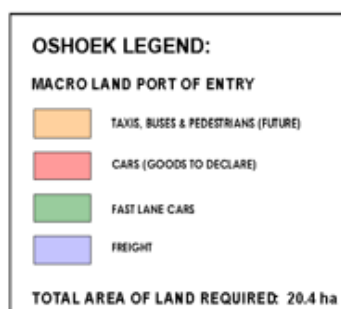 OSHOEK LEGEND:
MACRO LAND PORT OF ENTRY
TAXIS, BUSES & PEDESTRIANS (FUTURE)
CARS (GOODS TO DECLARE)
FAST LANE CARS
FREIGHT
TOTAL AREA OF LAND REQUIRED: 20.4 ha